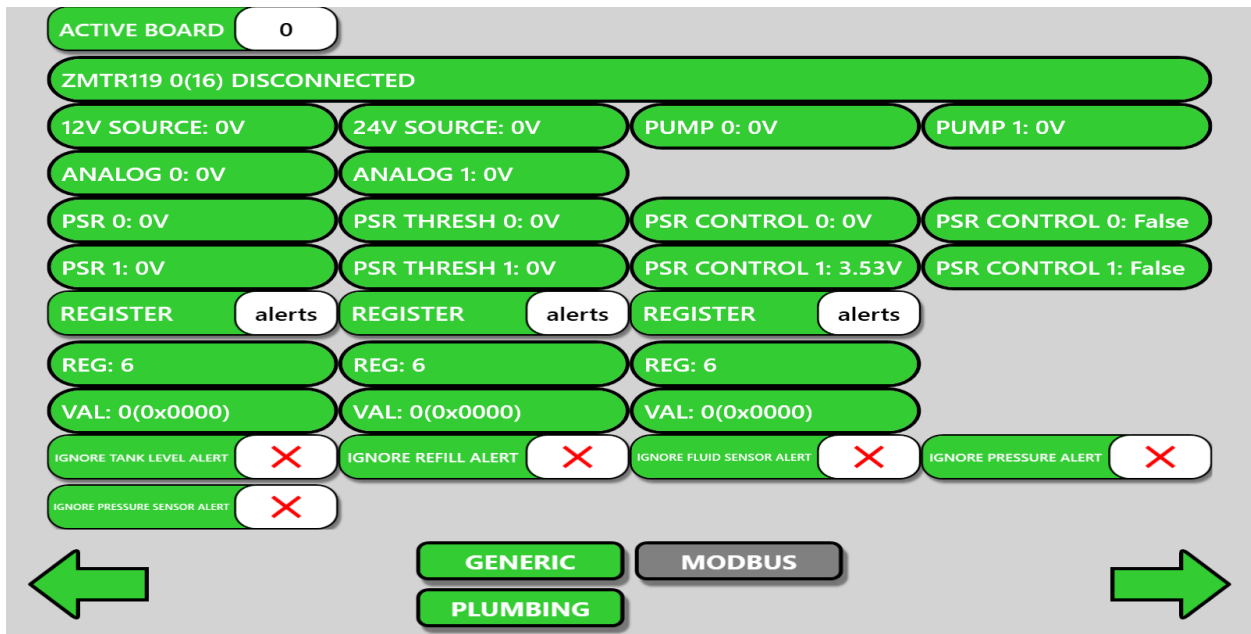 ACTIVE BOARD 0
ZMTR119 0(16) DISCONNECTED
12V SOURCE: 0V 24V SOURCE: 0V PUMP 0: 0V PUMP 1: 0V
ANALOG 0: 0V ANALOG 1: 0V
PSR 0: 0V PSR THRESH 0: 0V PSR CONTROL 0: 0V PSR CONTROL 0: False
PSR 1: 0V PSR THRESH 1: 0V PSR CONTROL 1: 3.53V PSR CONTROL 1: False
REGISTER alerts REGISTER alerts REGISTER alerts
REG: 6 REG: 6 REG: 6
VAL: 0(0x0000) VAL: 0(0x0000) VAL: 0(0x0000)
IGNORE TANK LEVEL ALERT IGNORE REFILL ALERT IGNORE FLUID SENSOR ALERT IGNORE PRESSURE ALERT
IGNORE PRESSURE SENSOR ALERT
GENERIC MODBUS
PLUMBING